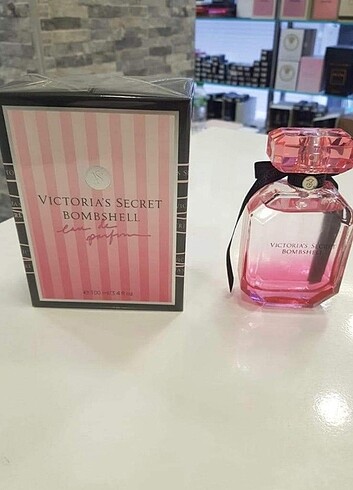 VICTORIA'S SECRET
BOMBSHELL
eau de
parfum
VICTORIA'S SECRET
BOMBSHELL